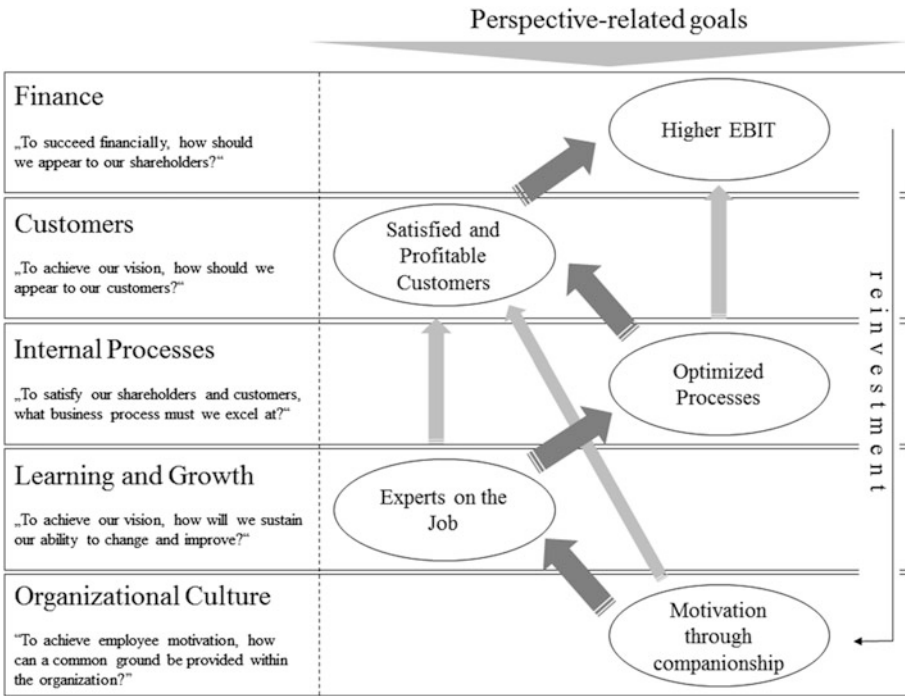 Perspective-related goals
Finance
„To succeed financially, how should
we appear to our shareholders?“
Higher EBIT
Customers
„To achieve our vision, how should we
appear to our customers?“
Satisfied and
Profitable
Customers
Internal Processes
„To satisfy our shareholders and customers,
what business process must we excel at?“
Optimized
Processes
Learning and Growth
„To achieve our vision, how will we sustain
our ability to change and improve?“
Experts on the
Job
Organizational Culture
“To achieve employee motivation, how
can a common ground be provided within
the organization?”
Motivation
through
companionship
reinvestment